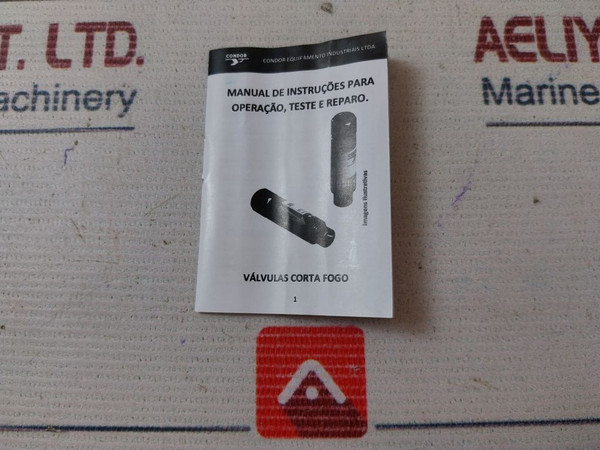 T. LTD.
achinery
AELIY
Marine
CONDOR
CONDOR EQUIPAMENTO INDUSTRIAIS LTDA
MANUAL DE INSTRUÇÕES PARA
OPERAÇÃO, TESTE E REPARO.
Imagens Ilustrativas
VÁLVULAS CORTA FOGO
1